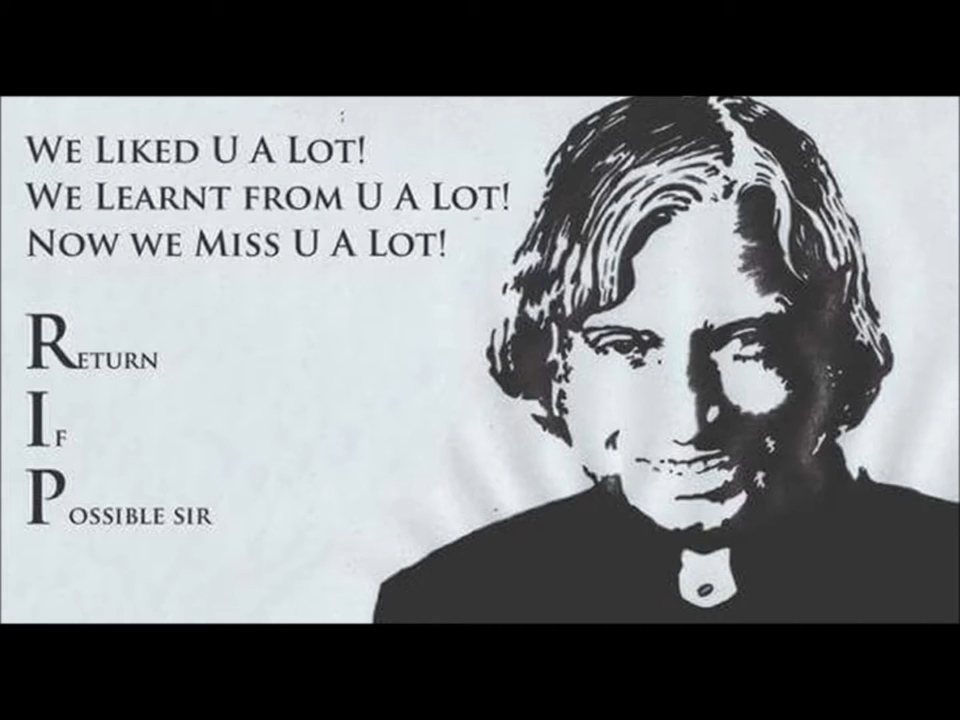 We Liked U A Lot!
We Learnt from U A Lot!
Now we Miss U A Lot!
Return
If
Possible sir